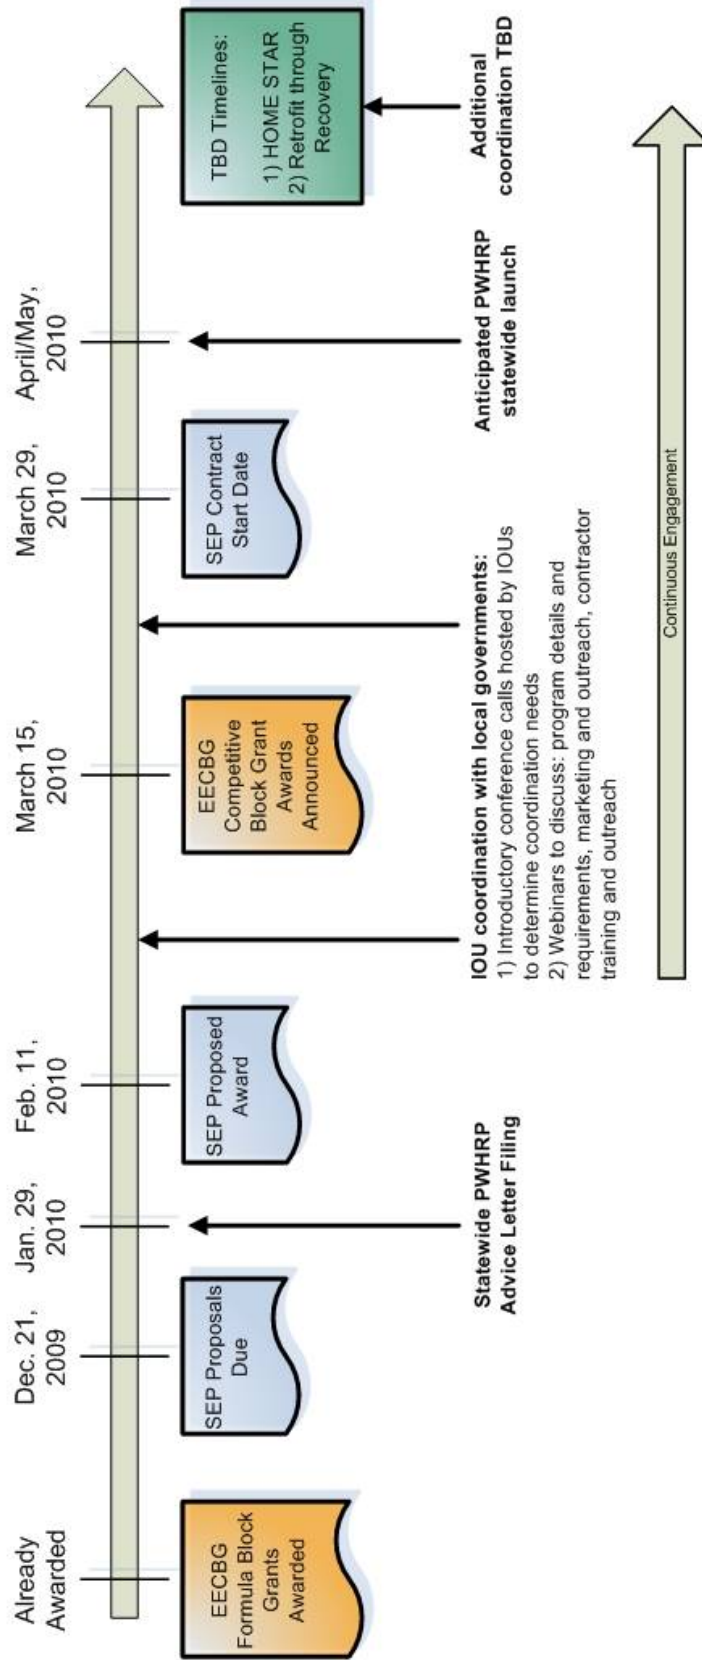 Already
Awarded
Dec. 21,
2009
Jan. 29,
2010
Feb. 11,
2010
March 15,
2010
March 29,
2010
April/May,
2010
EECBG
Formula Block
Grants
Awarded
SEP Proposals
Due
SEP Proposed
Award
EECBG
Competitive
Block Grant
Awards
Announced
SEP Contract
Start Date
TBD Timelines:
1) HOME STAR
2) Retrofit through
Recovery
Statewide PWHRP
Advice Letter Filing
IOU coordination with local governments:
1) Introductory conference calls hosted by IOUs
to determine coordination needs
2) Webinars to discuss: program details and
requirements, marketing and outreach, contractor
training and outreach
Anticipated PWHRP
statewide launch
Additional
coordination TBD
Continuous Engagement